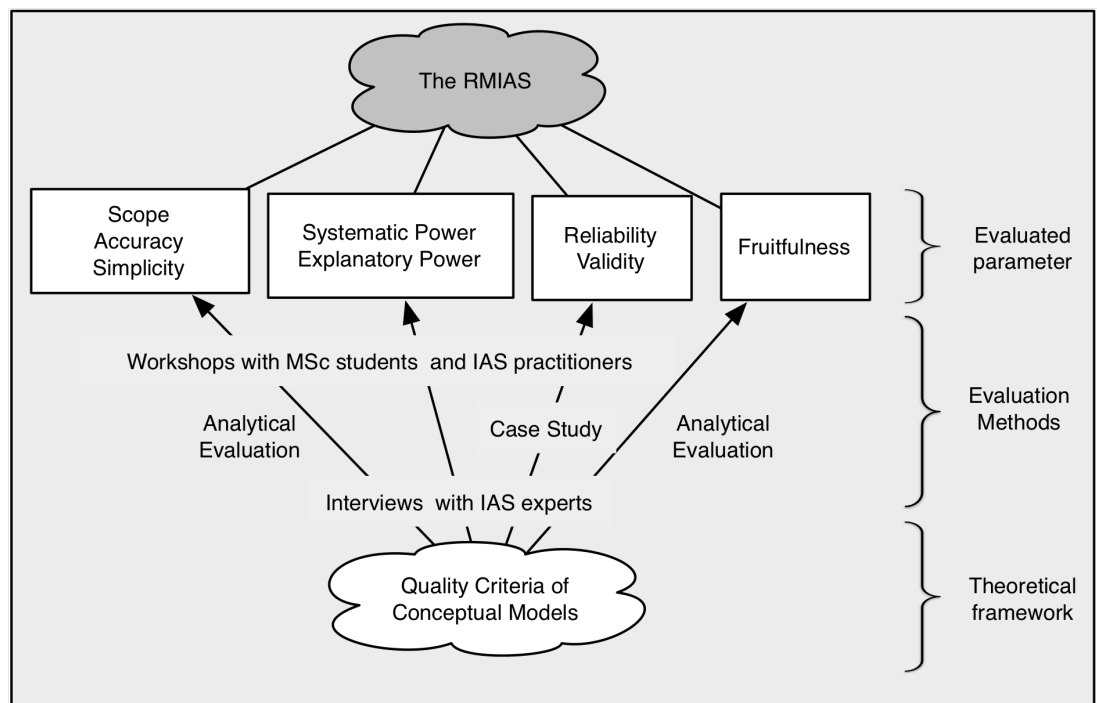 The RMIAS
Scope
Accuracy
Simplicity
Systematic Power
Explanatory Power
Reliability
Validity
Fruitfulness
Evaluated
parameter
Workshops with MSc students and IAS practitioners
Analytical
Evaluation
Case Study
Analytical
Evaluation
Evaluation
Methods
Interviews with IAS experts
Quality Criteria of
Conceptual Models
Theoretical
framework